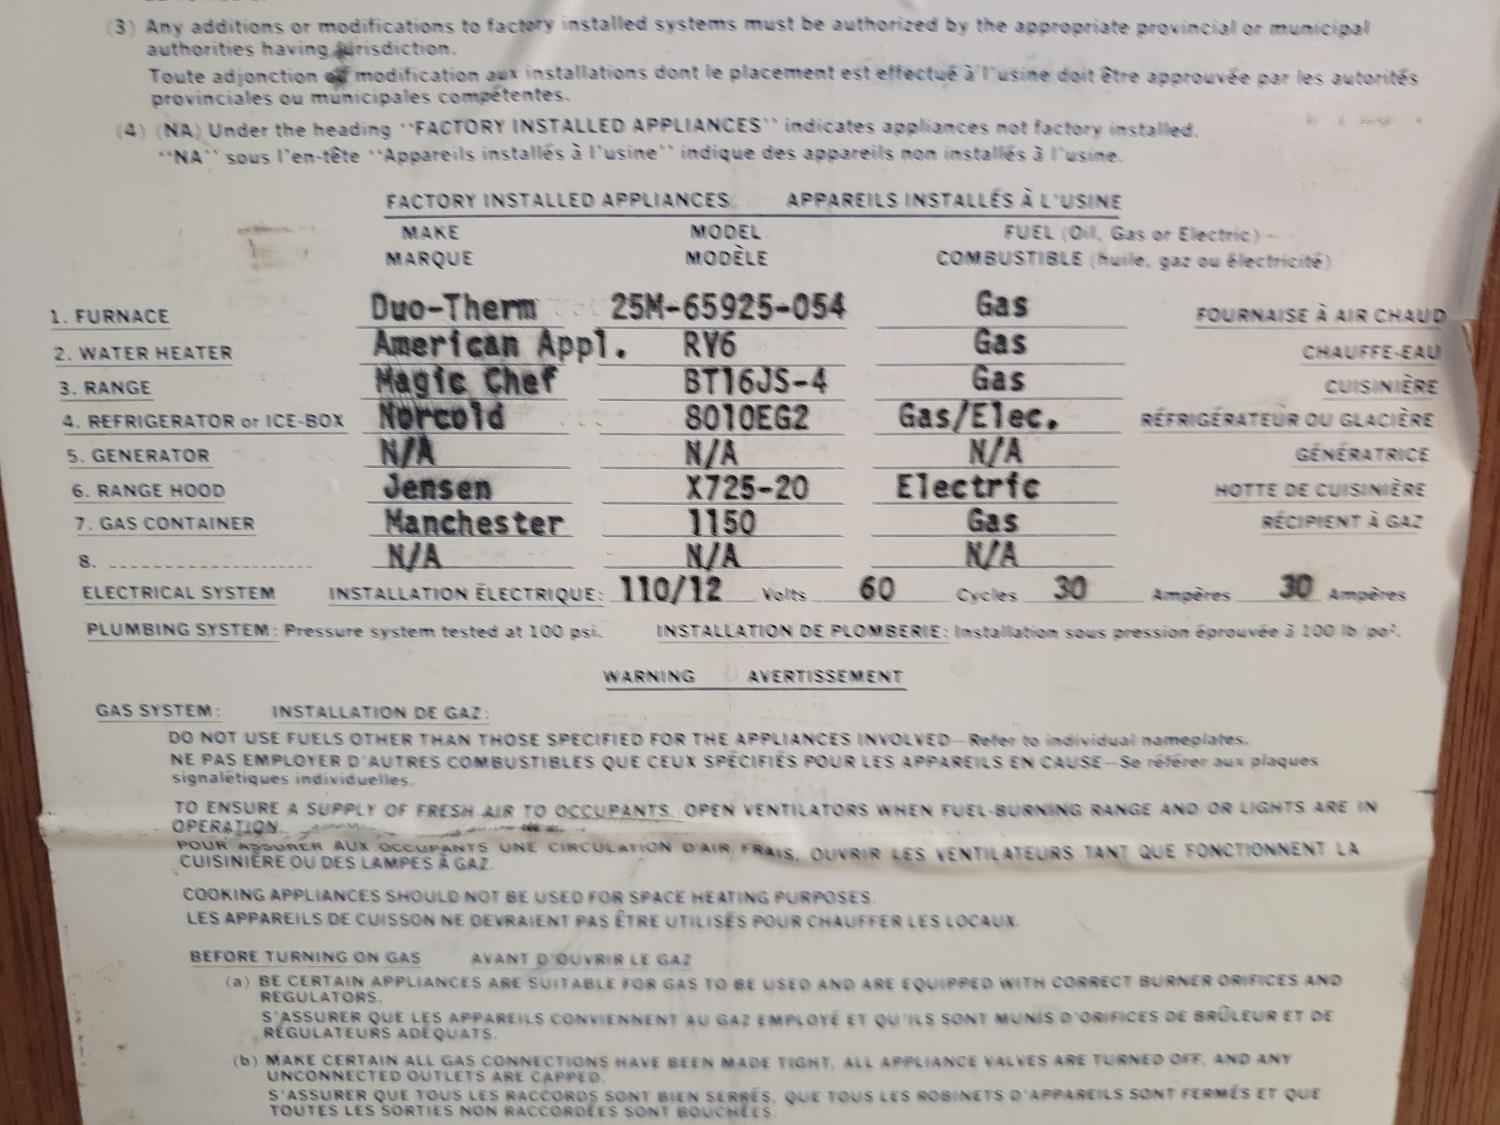 (3) Any additions or modifications to factory installed systems must be authorized by the appropriate provincial or municipal
authorities having jurisdiction.
Toute adjonction modification aux installations dont le placement est effectué à l'usine doit être approuvée par les autorités
provinciales ou municipales compétentes.
(4) (NA) Under the heading ''FACTORY INSTALLED APPLIANCES'' indicates appliances not factory installed.
''NA'' sous l'en-tête ''Appareils installés à l'usine'' indique des appareils non installés à l'usine.
FACTORY INSTALLED APPLIANCES APPAREILS INSTALLÉS À L'USINE
MAKE MODEL FUEL (Oil, Gas or Electric) –
MARQUE MODÈLE COMBUSTIBLE (huile, gaz ou électricité)
1. FURNACE Duo-Therm 25M-65925-054 Gas FOURNAISE À AIR CHAUD
2. WATER HEATER American Appl. RV6 Gas CHAUFFE-EAU
3. RANGE Magic Chef BT16JS-4 Gas CUISINIÈRE
4. REFRIGERATOR or ICE-BOX Norcold 8010EG2 Gas/Elec. RÉFRIGÉRATEUR OU GLACIÈRE
5. GENERATOR N/A N/A N/A GÉNÉRATRICE
6. RANGE HOOD Jensen X725-20 Electric HOTTE DE CUISINIÈRE
7. GAS CONTAINER Manchester 1150 Gas RÉCIPIENT À GAZ
8. N/A N/A N/A
ELECTRICAL SYSTEM INSTALLATION ÉLECTRIQUE: 110/12 Volts 60 Cycles 30 Ampères 30 Ampères
PLUMBING SYSTEM: Pressure system tested at 100 psi. INSTALLATION DE PLOMBERIE: Installation sous pression éprouvée à 100 lb/po².
WARNING AVERTISSEMENT
GAS SYSTEM: INSTALLATION DE GAZ:
DO NOT USE FUELS OTHER THAN THOSE SPECIFIED FOR THE APPLIANCES INVOLVED—Refer to individual nameplates.
NE PAS EMPLOYER D'AUTRES COMBUSTIBLES QUE CEUX SPÉCIFIÉS POUR LES APPAREILS EN CAUSE—Se référer aux plaques
signalétiques individuelles.
TO ENSURE A SUPPLY OF FRESH AIR TO OCCUPANTS, OPEN VENTILATORS WHEN FUEL-BURNING RANGE AND OR LIGHTS ARE IN
OPERATION.
POUR ASSURER AUX OCCUPANTS UNE CIRCULATION D'AIR FRAIS, OUVRIR LES VENTILATEURS TANT QUE FONCTIONNENT LA
CUISINIÈRE OU DES LAMPES À GAZ.
COOKING APPLIANCES SHOULD NOT BE USED FOR SPACE HEATING PURPOSES.
LES APPAREILS DE CUISSON NE DEVRAIENT PAS ÊTRE UTILISÉS POUR CHAUFFER LES LOCAUX.
BEFORE TURNING ON GAS AVANT D'OUVRIR LE GAZ
(a) BE CERTAIN APPLIANCES ARE SUITABLE FOR GAS TO BE USED AND ARE EQUIPPED WITH CORRECT BURNER ORIFICES AND
REGULATORS.
S'ASSURER QUE LES APPAREILS CONVIENNENT AU GAZ EMPLOYÉ ET QU'ILS SONT MUNIS D'ORIFICES DE BRÛLEUR ET DE
RÉGULATEURS ADÉQUATS.
(b) MAKE CERTAIN ALL GAS CONNECTIONS HAVE BEEN MADE TIGHT, ALL APPLIANCE VALVES ARE TURNED OFF, AND ANY
UNCONNECTED OUTLETS ARE CAPPED.
S'ASSURER QUE TOUS LES RACCORDS SONT BIEN SERRÉS, QUE TOUS LES ROBINETS D'APPAREILS SONT FERMÉS ET QUE
TOUTES LES SORTIES NON RACCORDÉES SONT BOUCHÉES.